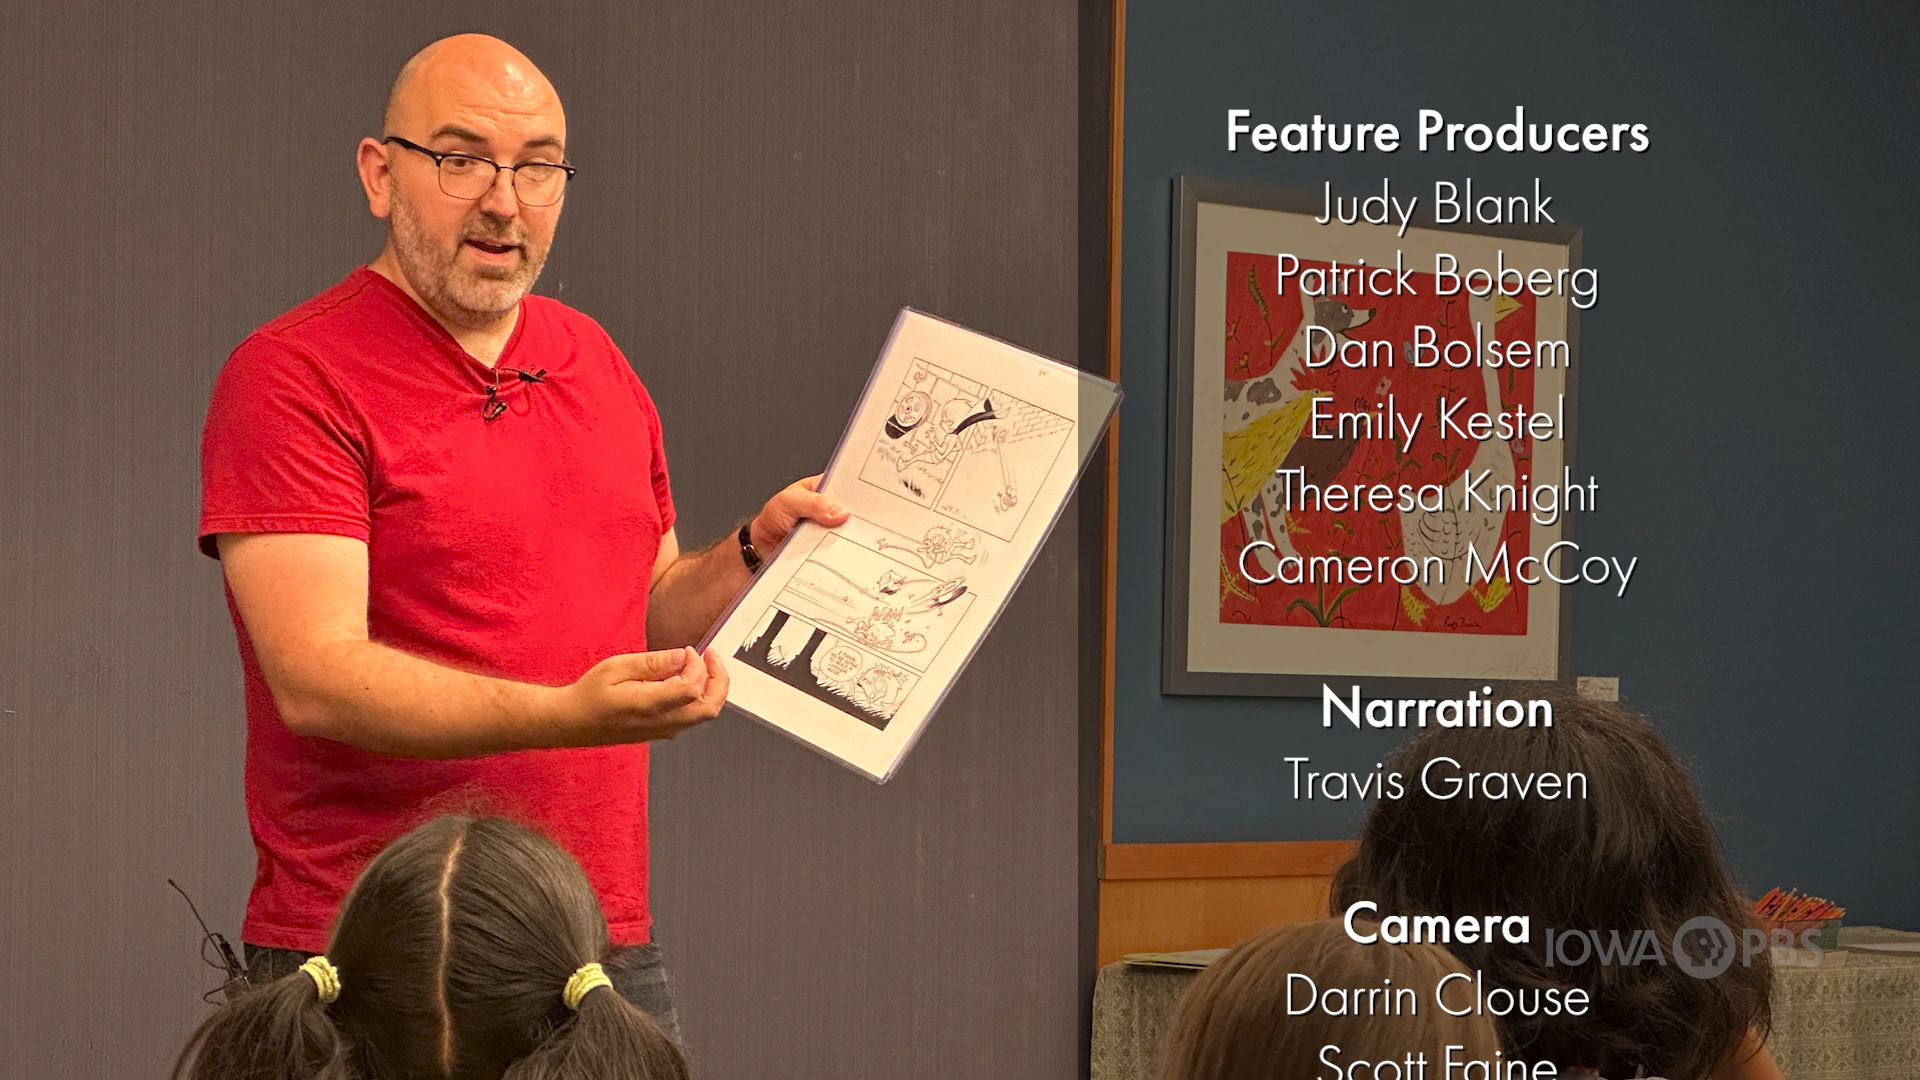 Feature Producers
Judy Blank
Patrick Boberg
Dan Bolsem
Emily Kestel
Theresa Knight
Cameron McCoy
Narration
Travis Graven
Camera
IOWA PBS
Darrin Clouse
Scott Faine